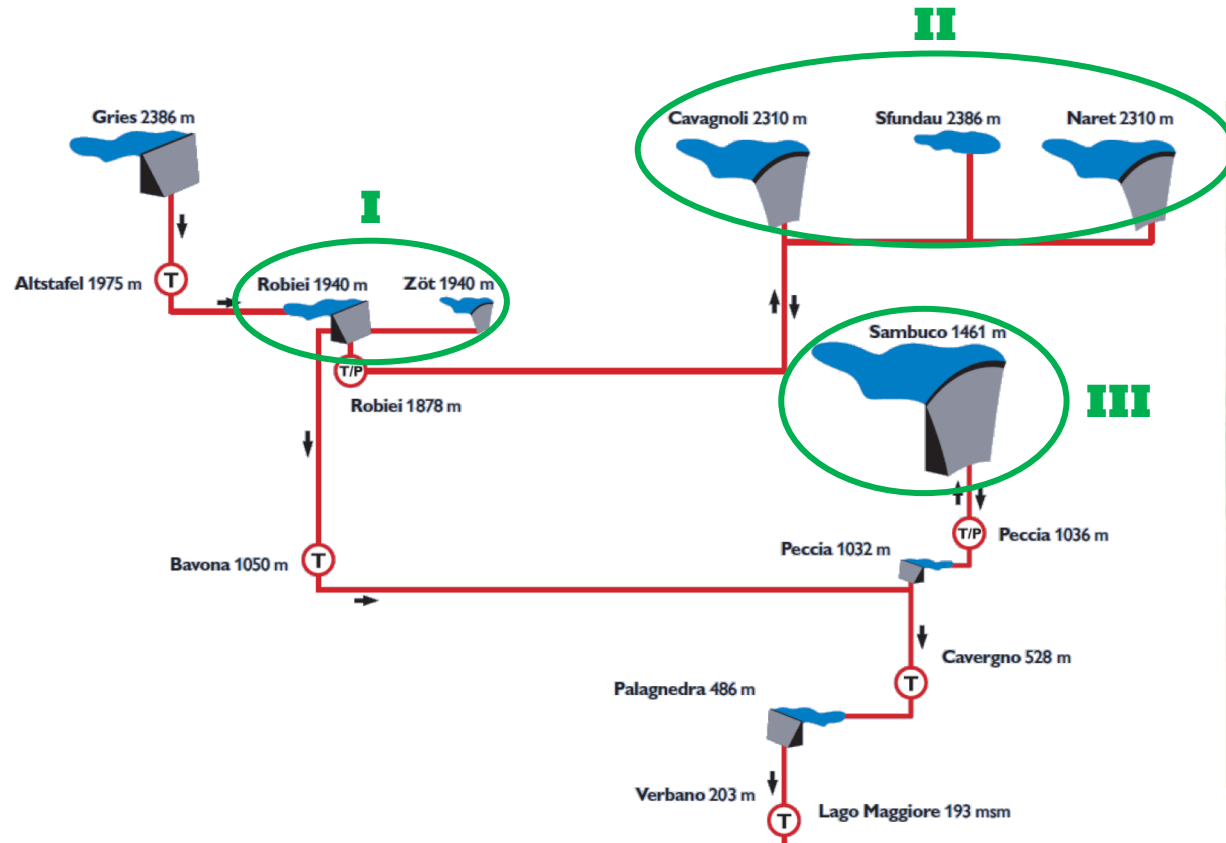 II
Gries 2386 m
Cavagnoli 2310 m
Sfundau 2386 m
Naret 2310 m
I
Altstafel 1975 m
T
Robiei 1940 m
Zöt 1940 m
T/P
Robiei 1878 m
Sambuco 1461 m
III
T/P
Peccia 1036 m
Peccia 1032 m
Bavona 1050 m
T
Cavergno 528 m
T
Palagnedra 486 m
Verbano 203 m
T
Lago Maggiore 193 msm